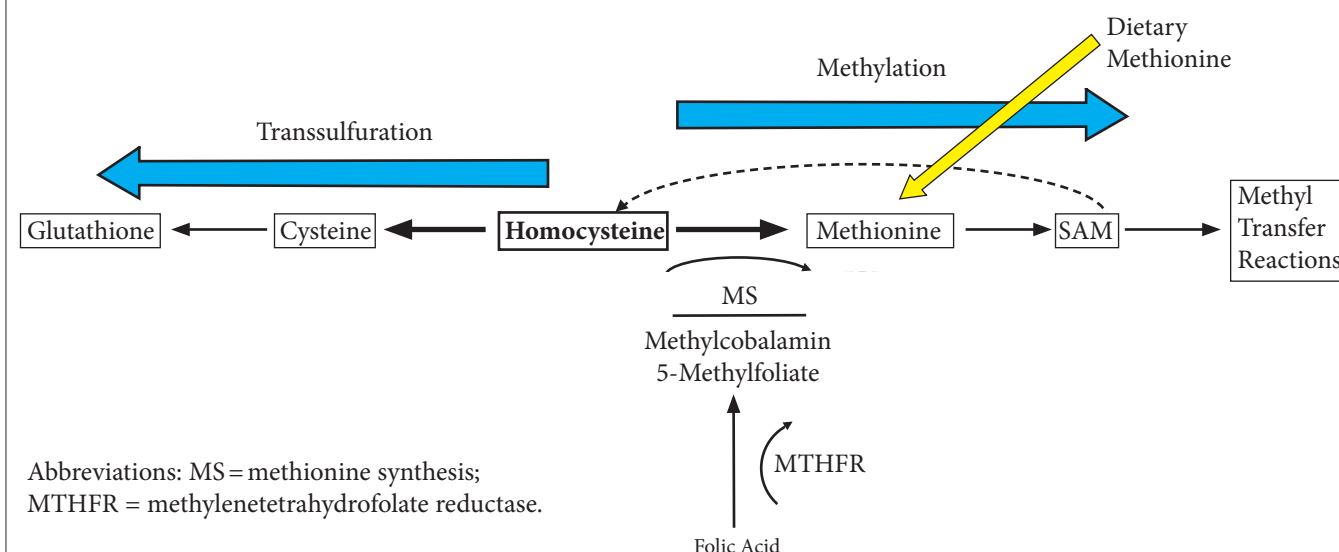 Dietary
Methionine
Methylation
Transsulfuration
Glutathione
Cysteine
Homocysteine
Methionine
SAM
Methyl
Transfer
Reactions
MS
Methylcobalamin
5-Methylfoliate
MTHFR
Abbreviations: MS = methionine synthesis;
MTHFR = methylenetetrahydrofolate reductase.
Folic Acid